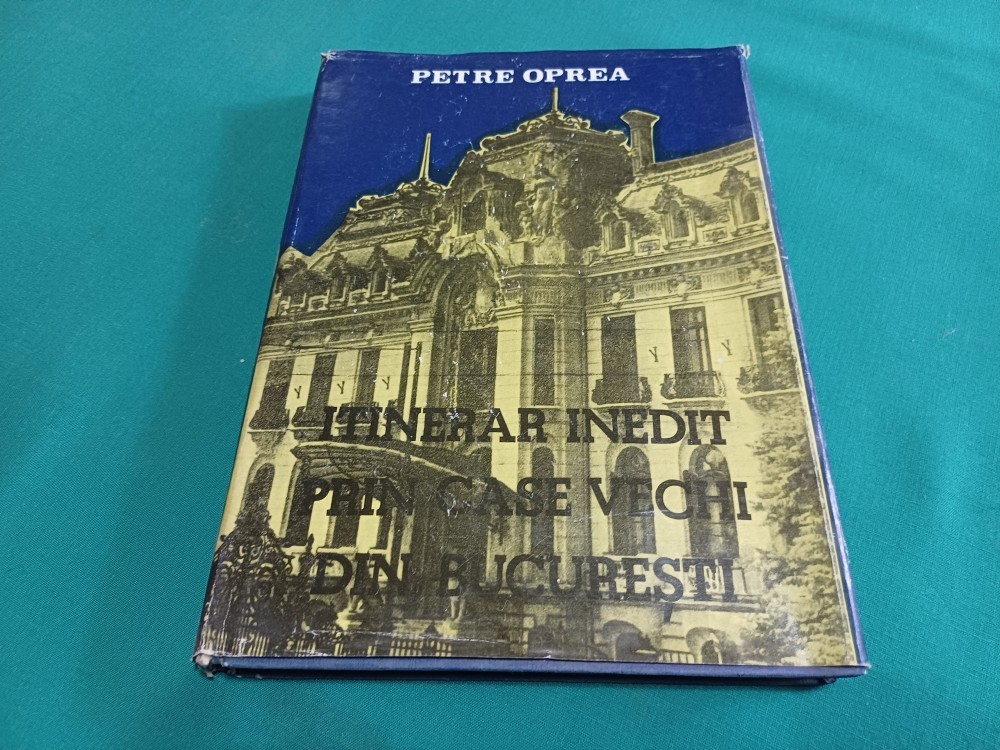 PETRE OPREA
ITINERAR INEDIT
PRIN CASE VECHI
DIN BUCUREȘTI